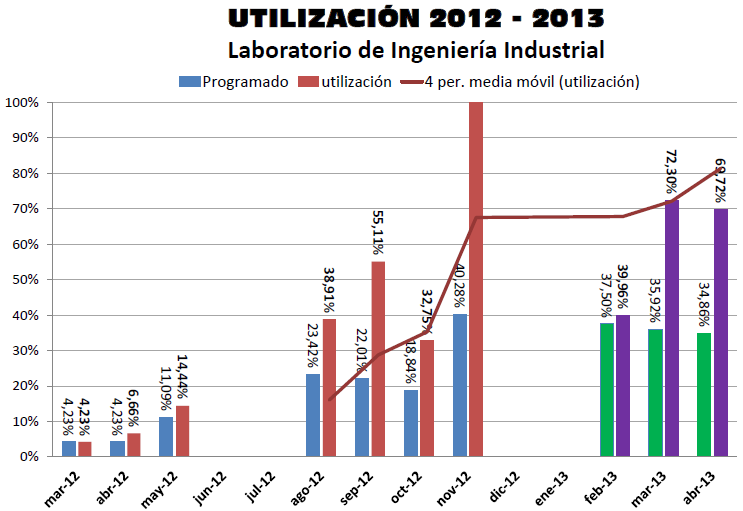 UTILIZACIÓN 2012 - 2013
Laboratorio de Ingeniería Industrial
Programado utilización 4 per. media móvil (utilización)
100%
90%
80%
70%
60%
50%
40%
30%
20%
10%
0%
4,23% 4,23% 4,23% 6,66% 11,09% 14,44% 23,42% 38,91% 22,01% 55,11% 18,84% 32,75% 40,28% 37,50% 39,96% 35,92% 72,30% 34,86% 69,72%
mar-12 abr-12 may-12 jun-12 jul-12 ago-12 sep-12 oct-12 nov-12 dic-12 ene-13 feb-13 mar-13 abr-13